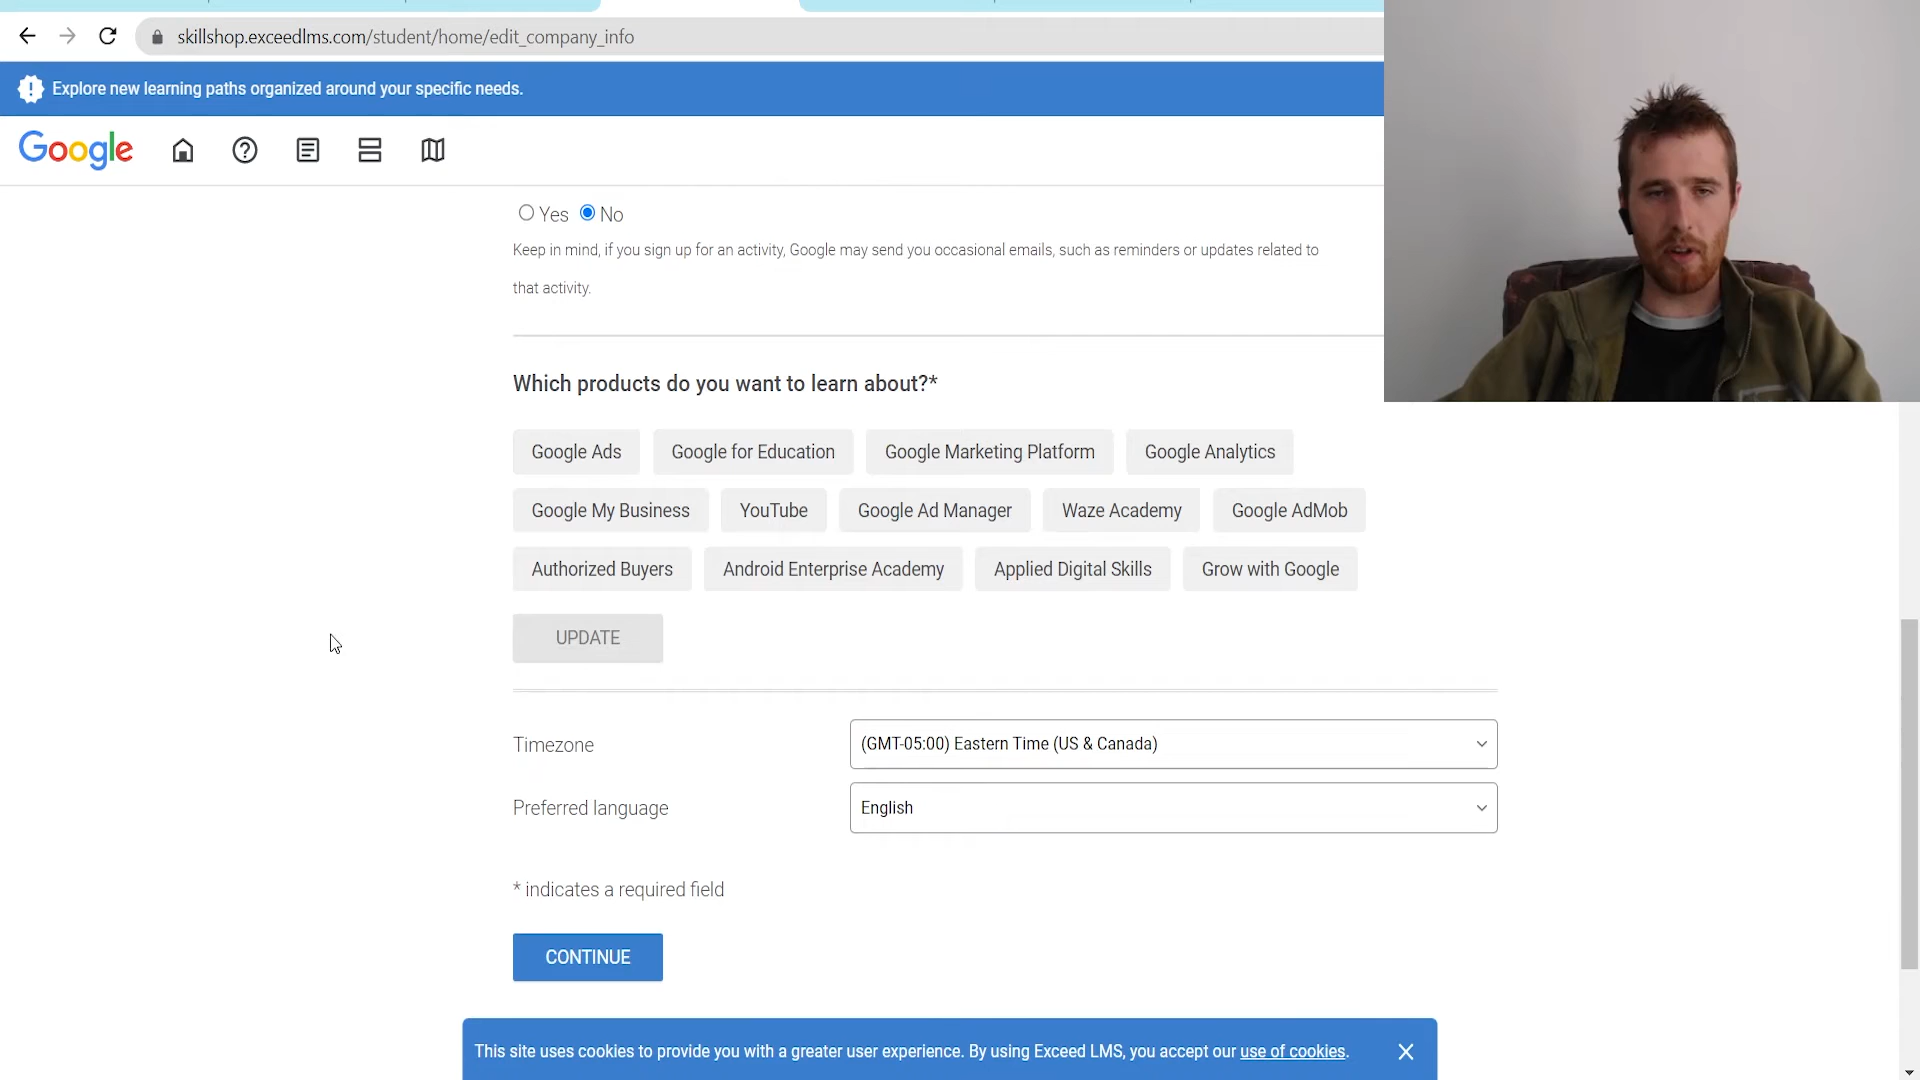 skillshop.exceedlms.com/student/home/edit_company_info
Explore new learning paths organized around your specific needs.
Google
Yes No
Keep in mind, if you sign up for an activity, Google may send you occasional emails, such as reminders or updates related to
that activity.
Which products do you want to learn about?*
Google Ads Google for Education Google Marketing Platform Google Analytics
Google My Business YouTube Google Ad Manager Waze Academy Google AdMob
Authorized Buyers Android Enterprise Academy Applied Digital Skills Grow with Google
UPDATE
Timezone (GMT-05:00) Eastern Time (US & Canada)
Preferred language English
* indicates a required field
CONTINUE
This site uses cookies to provide you with a greater user experience. By using Exceed LMS, you accept our use of cookies.